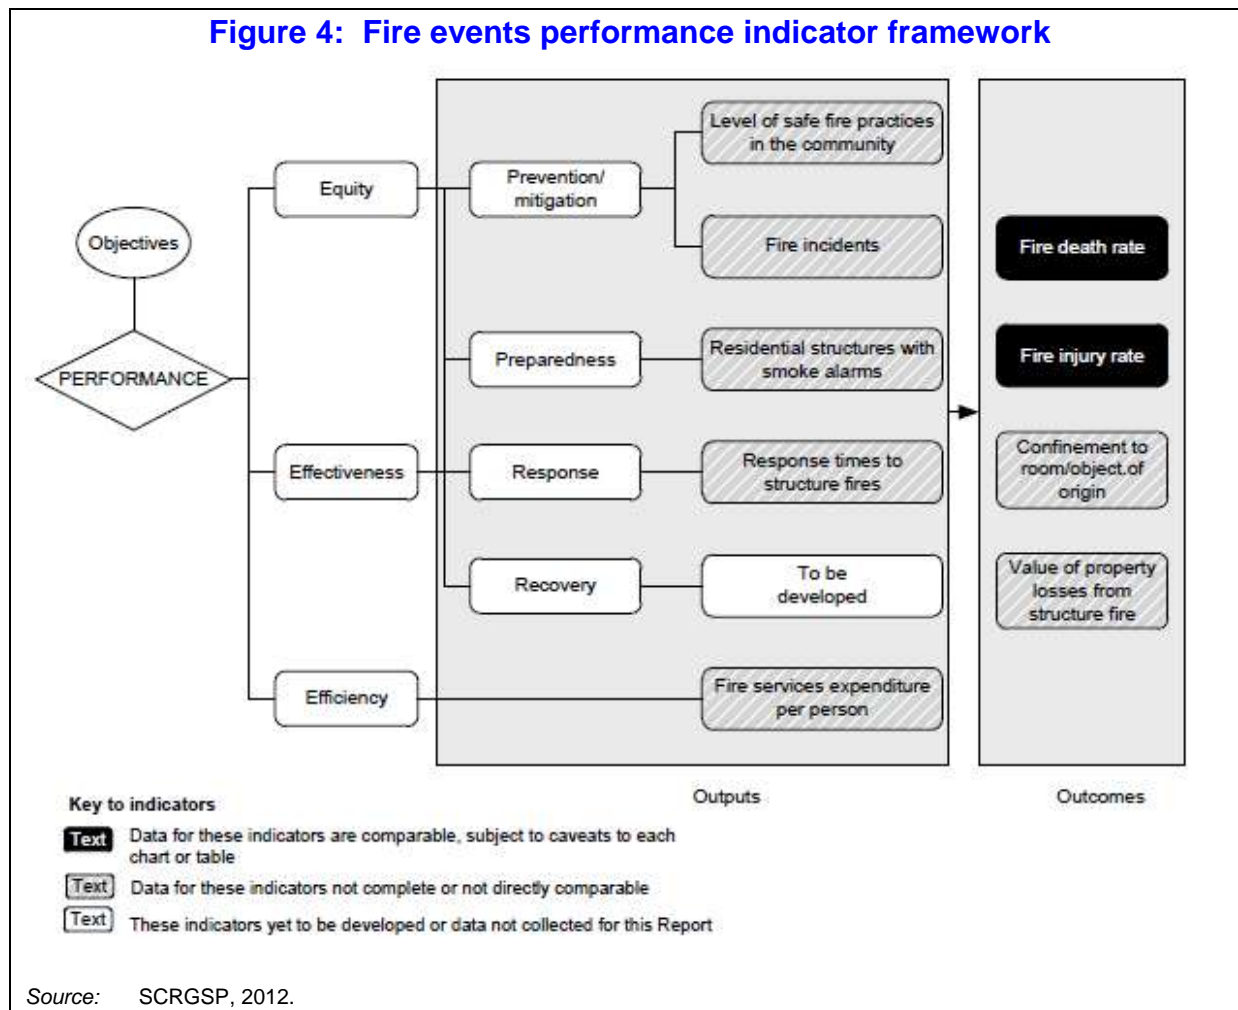 Figure 4: Fire events performance indicator framework
Objectives
PERFORMANCE
Equity
Effectiveness
Efficiency
Prevention/
mitigation
Preparedness
Response
Recovery
Level of safe fire practices
in the community
Fire incidents
Residential structures with
smoke alarms
Response times to
structure fires
To be
developed
Fire services expenditure
per person
Fire death rate
Fire injury rate
Confinement to
room/object.of
origin
Value of property
losses from
structure fire
Outputs
Outcomes
Key to indicators
Text Data for these indicators are comparable, subject to caveats to each
chart or table
Text Data for these indicators not complete or not directly comparable
Text These indicators yet to be developed or data not collected for this Report
Source: SCRGSP, 2012.